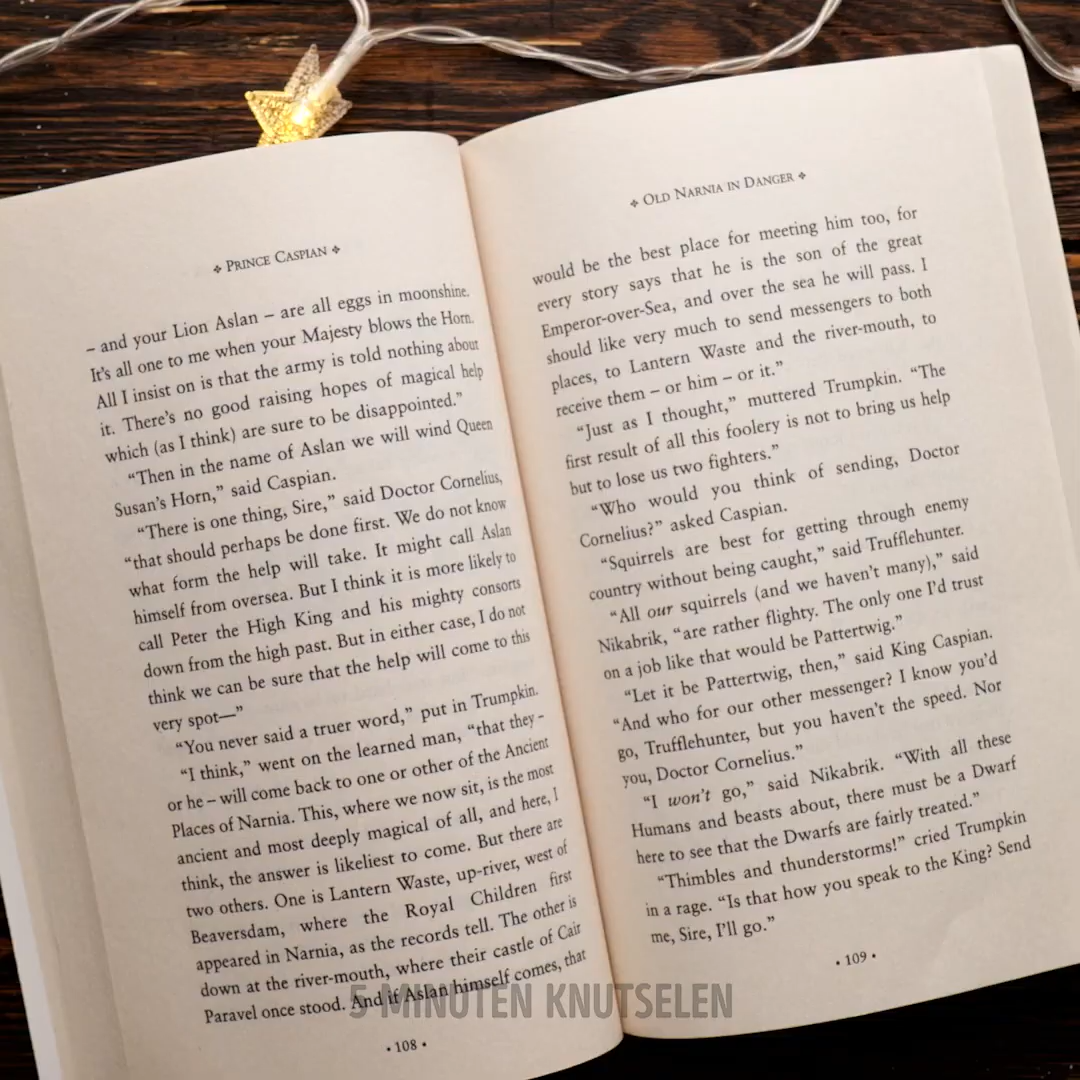 ❖ PRINCE CASPIAN ❖
– and your Lion Aslan – are all eggs in moonshine.
It's all one to me when your Majesty blows the Horn.
All I insist on is that the army is told nothing about
it. There's no good raising hopes of magical help
which (as I think) are sure to be disappointed.”
“Then in the name of Aslan we will wind Queen
Susan's Horn,” said Caspian.
“There is one thing, Sire,” said Doctor Cornelius,
“that should perhaps be done first. We do not know
what form the help will take. It might call Aslan
himself from oversea. But I think it is more likely to
call Peter the High King and his mighty consorts
down from the high past. But in either case, I do not
think we can be sure that the help will come to this
very spot—”
“You never said a truer word,” put in Trumpkin.
“I think,” went on the learned man, “that they –
or he – will come back to one or other of the Ancient
Places of Narnia. This, where we now sit, is the most
ancient and most deeply magical of all, and here, I
think, the answer is likeliest to come. But there are
two others. One is Lantern Waste, up-river, west of
Beaversdam, where the Royal Children first
appeared in Narnia, as the records tell. The other is
down at the river-mouth, where their castle of Cair
Paravel once stood. And if Aslan himself comes, that
• 108 •
❖ OLD NARNIA IN DANGER ❖
would be the best place for meeting him too, for
every story says that he is the son of the great
Emperor-over-Sea, and over the sea he will pass. I
should like very much to send messengers to both
places, to Lantern Waste and the river-mouth, to
receive them – or him – or it.”
“Just as I thought,” muttered Trumpkin. “The
first result of all this foolery is not to bring us help
but to lose us two fighters.”
“Who would you think of sending, Doctor
Cornelius?” asked Caspian.
“Squirrels are best for getting through enemy
country without being caught,” said Trufflehunter.
“All our squirrels (and we haven't many),” said
Nikabrik, “are rather flighty. The only one I'd trust
on a job like that would be Pattertwig.”
“Let it be Pattertwig, then,” said King Caspian.
“And who for our other messenger? I know you'd
go, Trufflehunter, but you haven't the speed. Nor
you, Doctor Cornelius.”
“I won't go,” said Nikabrik. “With all these
Humans and beasts about, there must be a Dwarf
here to see that the Dwarfs are fairly treated.”
“Thimbles and thunderstorms!” cried Trumpkin
in a rage. “Is that how you speak to the King? Send
me, Sire, I'll go.”
• 109 •
5 MINUTEN KNUTSELEN